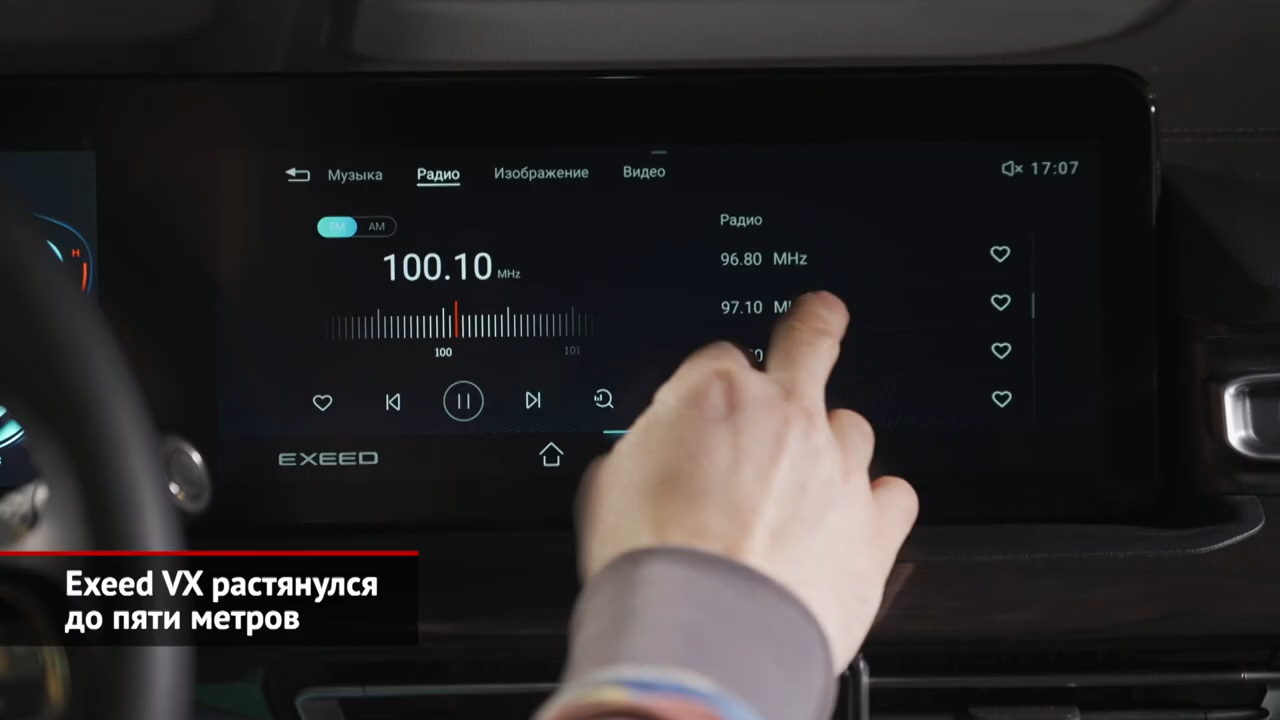 Музыка Радио Изображение Видео 17:07
FM AM
Радио
100.10 MHz
96.80 MHz
97.10
100 101
H
EXEED
Exeed VX растянулся
до пяти метров